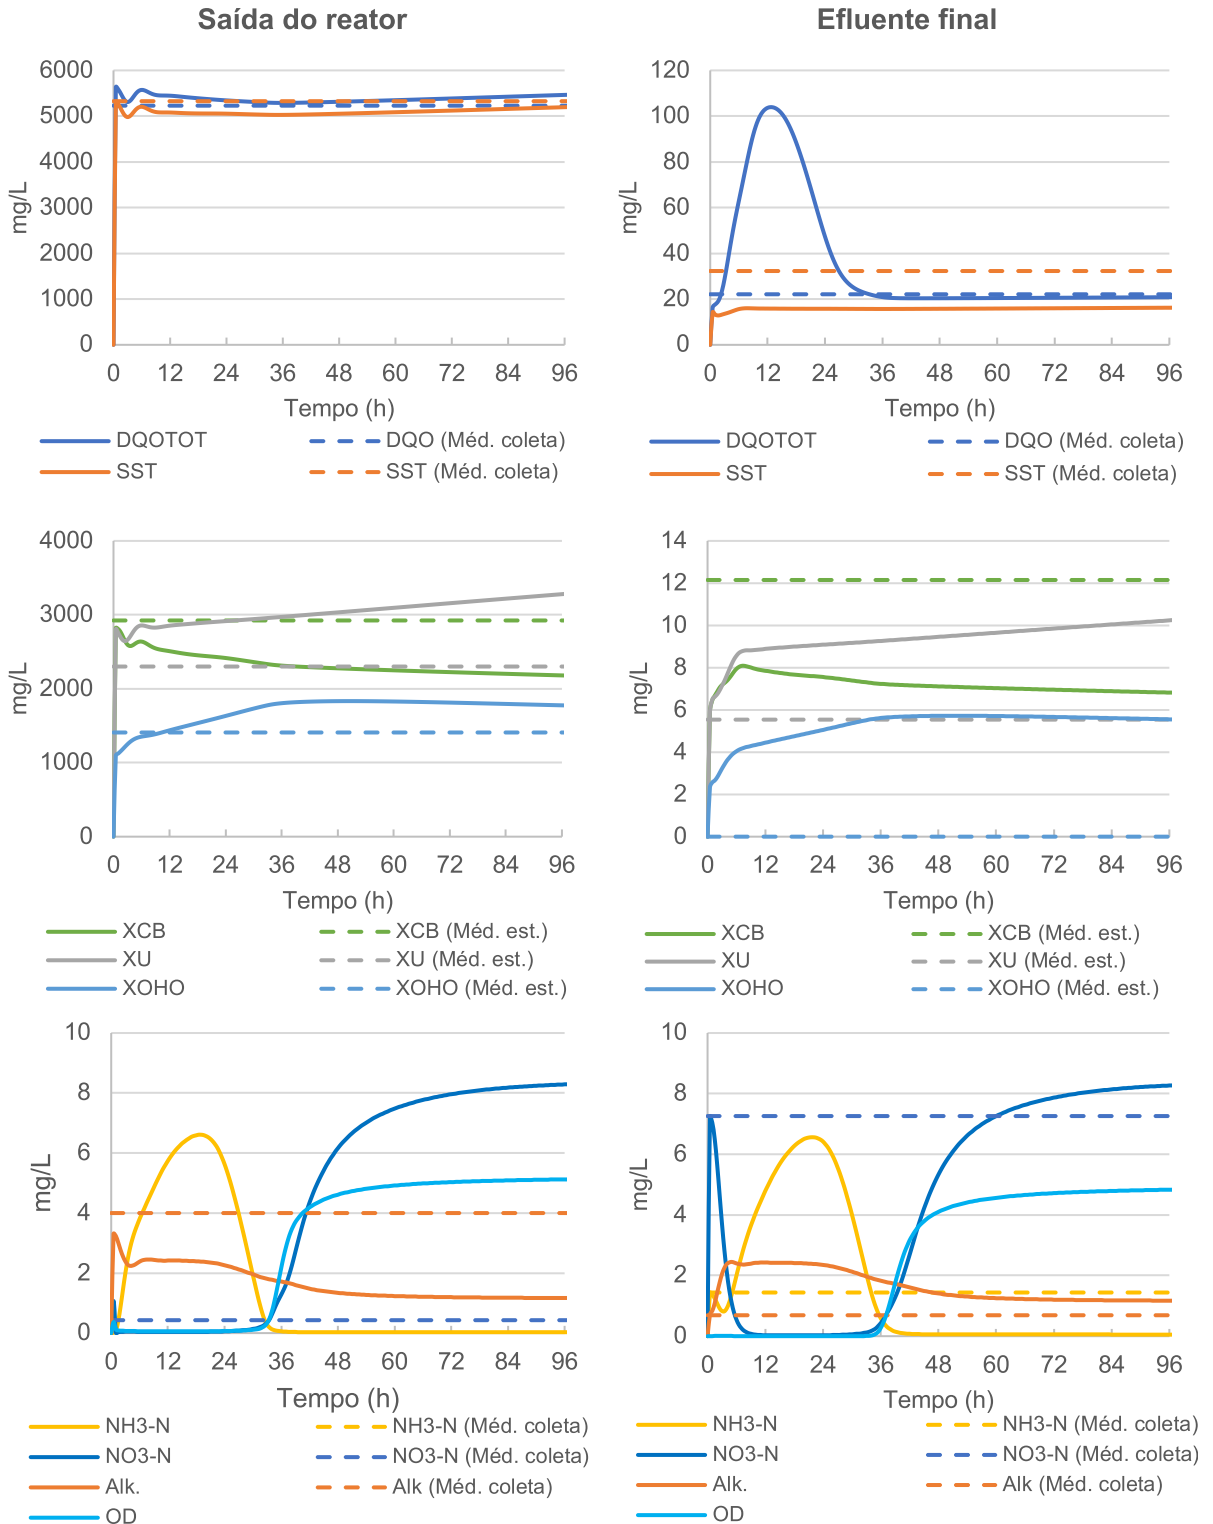 Saída do reator
Efluente final
6000
5000
4000
3000
2000
1000
0
mg/L
0 12 24 36 48 60 72 84 96
Tempo (h)
DQOTOT
DQO (Méd. coleta)
SST
SST (Méd. coleta)
120
100
80
60
40
20
0
mg/L
0 12 24 36 48 60 72 84 96
Tempo (h)
DQOTOT
DQO (Méd. coleta)
SST
SST (Méd. coleta)
4000
3000
2000
1000
0
mg/L
0 12 24 36 48 60 72 84 96
Tempo (h)
XCB
XCB (Méd. est.)
XU
XU (Méd. est.)
XOHO
XOHO (Méd. est.)
14
12
10
8
6
4
2
0
mg/L
0 12 24 36 48 60 72 84 96
Tempo (h)
XCB
XCB (Méd. est.)
XU
XU (Méd. est.)
XOHO
XOHO (Méd. est.)
10
8
6
4
2
0
mg/L
0 12 24 36 48 60 72 84 96
Tempo (h)
NH3-N
NH3-N (Méd. coleta)
NO3-N
NO3-N (Méd. coleta)
Alk.
Alk (Méd. coleta)
OD
10
8
6
4
2
0
mg/L
0 12 24 36 48 60 72 84 96
Tempo (h)
NH3-N
NH3-N (Méd. coleta)
NO3-N
NO3-N (Méd. coleta)
Alk.
Alk (Méd. coleta)
OD